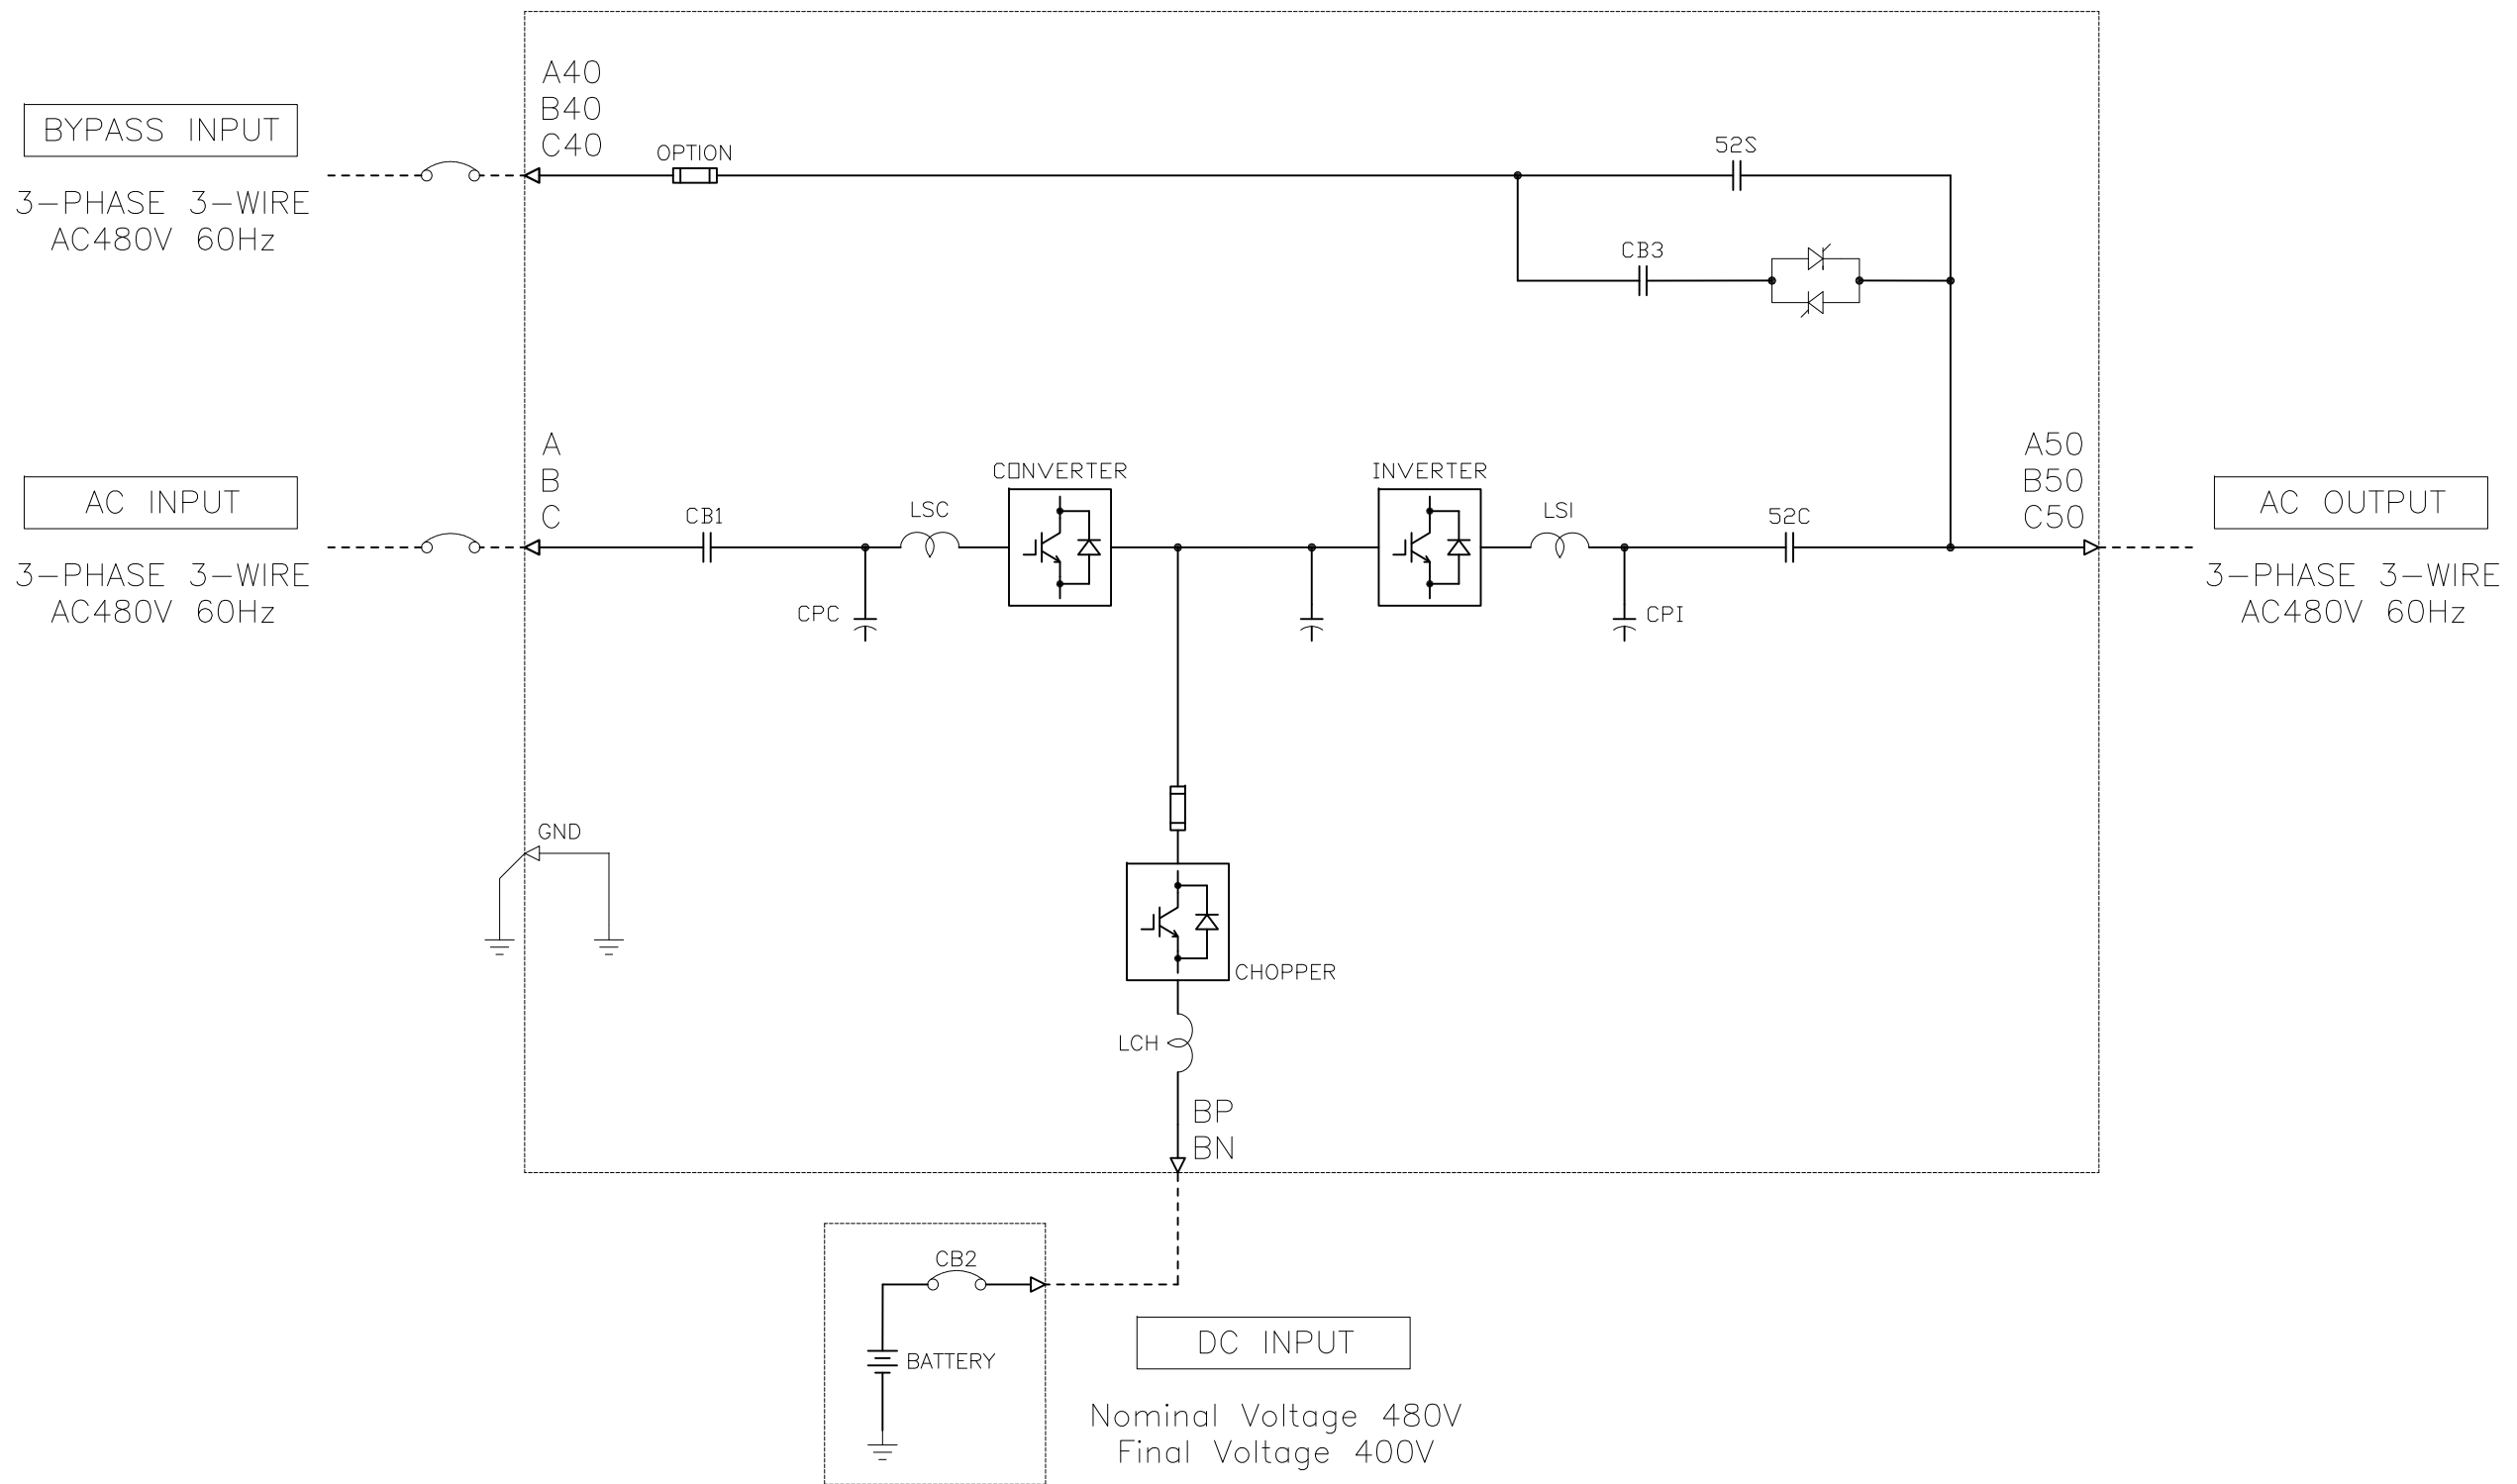 A40
B40
C40
BYPASS INPUT
3-PHASE 3-WIRE
AC480V 60Hz
OPTION
52S
CB3
A
B
C
AC INPUT
3-PHASE 3-WIRE
AC480V 60Hz
CB1
LSC
CONVERTER
CPC
INVERTER
LSI
CPI
52C
A50
B50
C50
AC OUTPUT
3-PHASE 3-WIRE
AC480V 60Hz
GND
CHOPPER
LCH
BP
BN
CB2
BATTERY
DC INPUT
Nominal Voltage 480V
Final Voltage 400V